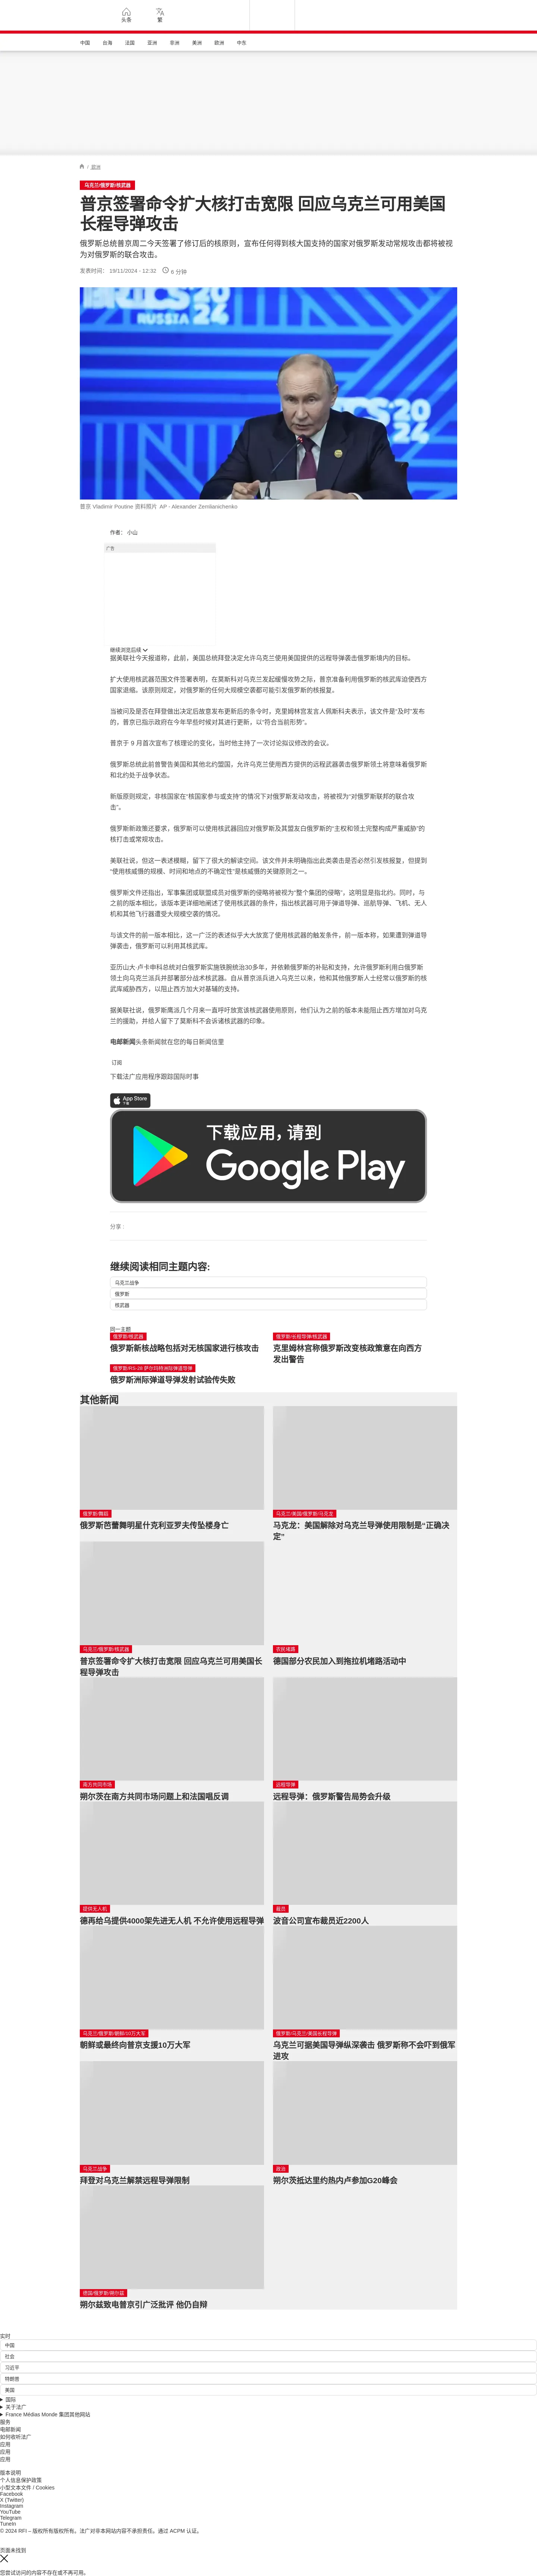 头条
繁
中国
台海
法国
亚洲
非洲
美洲
欧洲
中东
/ 欧洲
乌克兰/俄罗斯/核武器
普京签署命令扩大核打击宽限 回应乌克兰可用美国
长程导弹攻击
俄罗斯总统普京周二今天签署了修订后的核原则，宣布任何得到核大国支持的国家对俄罗斯发动常规攻击都将被视
为对俄罗斯的联合攻击。
发表时间： 19/11/2024 - 12:32
6 分钟
BRICS
RUSSIA 24
普京 Vladimir Poutine 资料照片 AP - Alexander Zemlianichenko
作者： 小山
广告
继续浏览后续
据美联社今天报道称，此前，美国总统拜登决定允许乌克兰使用美国提供的远程导弹袭击俄罗斯境内的目标。
扩大使用核武器范围文件签署表明，在莫斯科对乌克兰发起缓慢攻势之际，普京准备利用俄罗斯的核武库迫使西方
国家退缩。该原则规定，对俄罗斯的任何大规模空袭都可能引发俄罗斯的核报复。
当被问及是否在拜登做出决定后故意发布更新后的条令时，克里姆林宫发言人佩斯科夫表示，该文件是“及时”发布
的，普京已指示政府在今年早些时候对其进行更新，以“符合当前形势”。
普京于 9 月首次宣布了核理论的变化，当时他主持了一次讨论拟议修改的会议。
俄罗斯总统此前曾警告美国和其他北约盟国，允许乌克兰使用西方提供的远程武器袭击俄罗斯领土将意味着俄罗斯
和北约处于战争状态。
新版原则规定，非核国家在“核国家参与或支持”的情况下对俄罗斯发动攻击，将被视为“对俄罗斯联邦的联合攻
击”。
俄罗斯新政策还要求，俄罗斯可以使用核武器回应对俄罗斯及其盟友白俄罗斯的“主权和领土完整构成严重威胁”的
核打击或常规攻击。
美联社说，但这一表述模糊，留下了很大的解读空间。该文件并未明确指出此类袭击是否必然引发核报复，但提到
“使用核威慑的规模、时间和地点的不确定性”是核威慑的关键原则之一。
俄罗斯文件还指出，军事集团或联盟成员对俄罗斯的侵略将被视为“整个集团的侵略”，这明显是指北约。同时，与
之前的版本相比，该版本更详细地阐述了使用核武器的条件，指出核武器可用于弹道导弹、巡航导弹、飞机、无人
机和其他飞行器遭受大规模空袭的情况。
与该文件的前一版本相比，这一广泛的表述似乎大大放宽了使用核武器的触发条件，前一版本称，如果遭到弹道导
弹袭击，俄罗斯可以利用其核武库。
亚历山大·卢卡申科总统对白俄罗斯实施铁腕统治30多年，并依赖俄罗斯的补贴和支持，允许俄罗斯利用白俄罗斯
领土向乌克兰派兵并部署部分战术核武器。自从普京派兵进入乌克兰以来，他和其他俄罗斯人士经常以俄罗斯的核
武库威胁西方，以阻止西方加大对基辅的支持。
据美联社说，俄罗斯鹰派几个月来一直呼吁放宽该核武器使用原则，他们认为之前的版本未能阻止西方增加对乌克
兰的援助，并给人留下了莫斯科不会诉诸核武器的印象。
电邮新闻头条新闻就在您的每日新闻信里
订阅
下载法广应用程序跟踪国际时事
App Store
下载
下载应用，请到
Google Play
分享 :
继续阅读相同主题内容:
乌克兰战争
俄罗斯
核武器
同一主题
俄罗斯/核武器
俄罗斯新核战略包括对无核国家进行核攻击
俄罗斯/长程导弹/核武器
克里姆林宫称俄罗斯改变核政策意在向西方
发出警告
俄罗斯/RS-28 萨尔玛特洲际弹道导弹
俄罗斯洲际弹道导弹发射试验传失败
其他新闻
俄罗斯/舞蹈
俄罗斯芭蕾舞明星什克利亚罗夫传坠楼身亡
乌克兰/美国/俄罗斯/马克龙
马克龙：美国解除对乌克兰导弹使用限制是“正确决
定”
乌克兰/俄罗斯/核武器
普京签署命令扩大核打击宽限 回应乌克兰可用美国长
程导弹攻击
农民堵路
德国部分农民加入到拖拉机堵路活动中
南方共同市场
朔尔茨在南方共同市场问题上和法国唱反调
远程导弹
远程导弹：俄罗斯警告局势会升级
提供无人机
德再给乌提供4000架先进无人机 不允许使用远程导弹
裁员
波音公司宣布裁员近2200人
乌克兰/俄罗斯/朝鲜/10万大军
朝鲜或最终向普京支援10万大军
俄罗斯/乌克兰/美国长程导弹
乌克兰可据美国导弹纵深袭击 俄罗斯称不会吓到俄军
进攻
乌克兰战争
拜登对乌克兰解禁远程导弹限制
政治
朔尔茨抵达里约热内卢参加G20峰会
德国/俄罗斯/朔尔兹
朔尔兹致电普京引广泛批评 他仍自辩
实时
中国
社会
习近平
特朗普
美国
国际
关于法广
France Médias Monde 集团其他网站
服务
电邮新闻
如何收听法广
应用
应用
应用
版本说明
个人信息保护政策
小型文本文件 / Cookies
Facebook
X (Twitter)
Instagram
YouTube
Telegram
TuneIn
© 2024 RFI – 版权所有版权所有。法广对非本网站内容不承担责任。通过 ACPM 认证。
页面未找到
您尝试访问的内容不存在或不再可用。